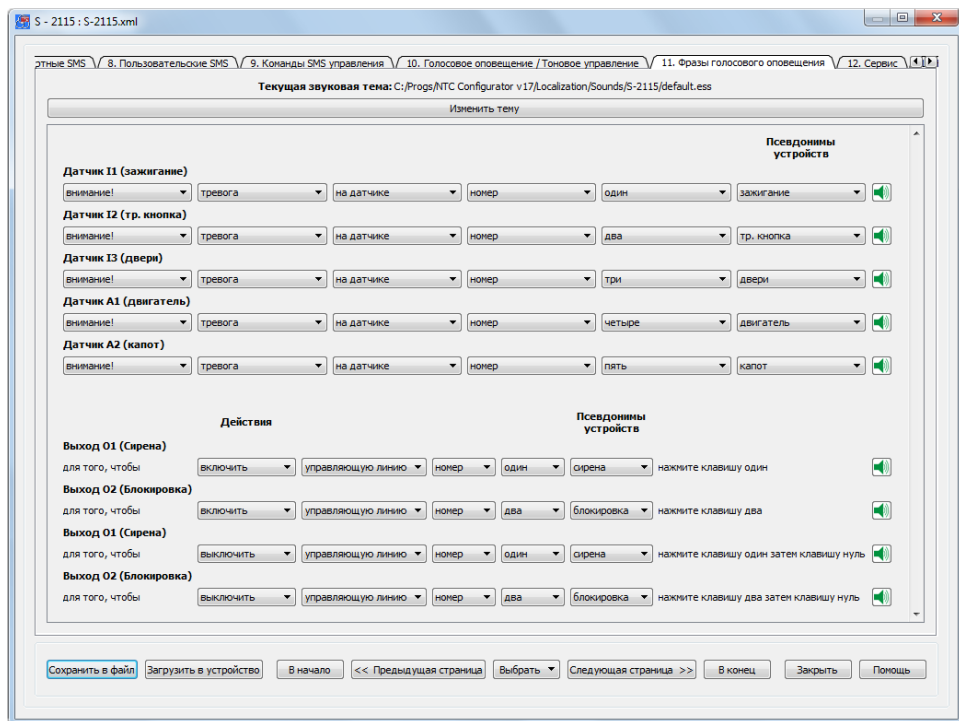 S - 2115 : S-2115.xml
ртные SMS 8. Пользовательские SMS 9. Команды SMS управления 10. Голосовое оповещение / Тоновое управление 11. Фразы голосового оповещения 12. Сервис
Текущая звуковая тема: C:/Progs/NTC Configurator v17/Localization/Sounds/S-2115/default.ess
Изменить тему
Псевдонимы
устройств
Датчик I1 (зажигание)
внимание! тревога на датчике номер один зажигание
Датчик I2 (тр. кнопка)
внимание! тревога на датчике номер два тр. кнопка
Датчик I3 (двери)
внимание! тревога на датчике номер три двери
Датчик A1 (двигатель)
внимание! тревога на датчике номер четыре двигатель
Датчик A2 (капот)
внимание! тревога на датчике номер пять капот
Действия
Псевдонимы
устройств
Выход O1 (Сирена)
для того, чтобы включить управляющую линию номер один сирена нажмите клавишу один
Выход O2 (Блокировка)
для того, чтобы включить управляющую линию номер два блокировка нажмите клавишу два
Выход O1 (Сирена)
для того, чтобы выключить управляющую линию номер один сирена нажмите клавишу один затем клавишу нуль
Выход O2 (Блокировка)
для того, чтобы выключить управляющую линию номер два блокировка нажмите клавишу два затем клавишу нуль
Сохранить в файл Загрузить в устройство В начало << Предыдущая страница Выбрать Следующая страница >> В конец Закрыть Помощь